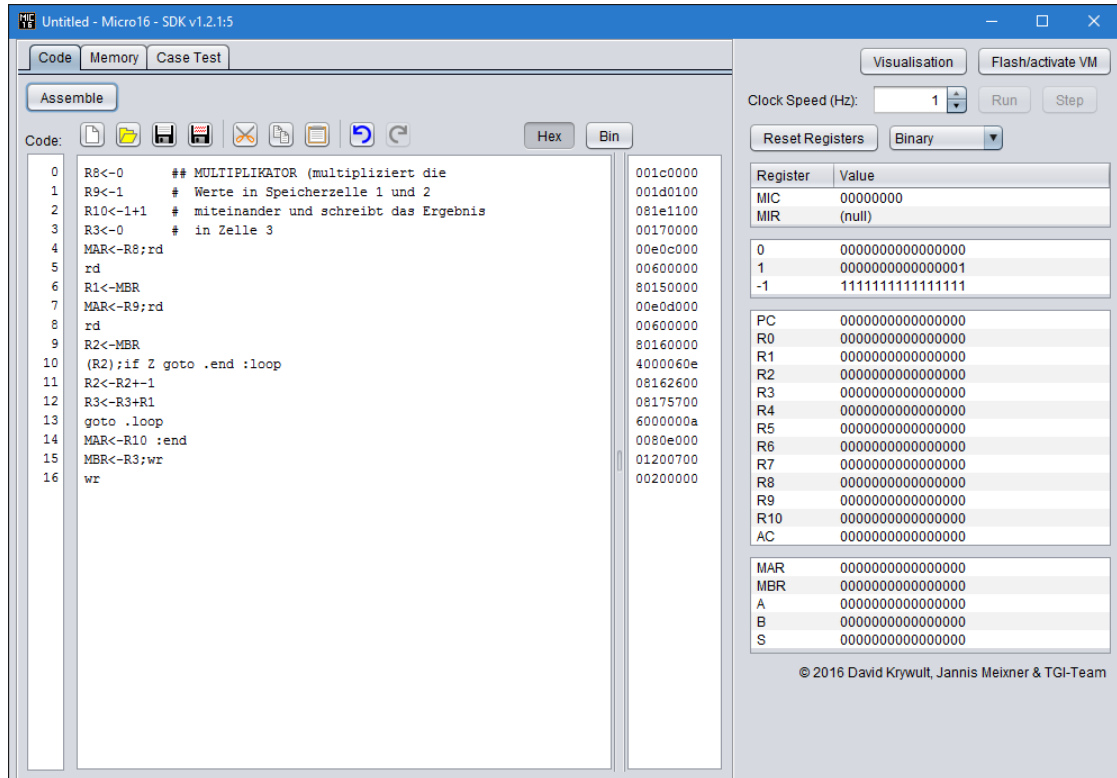 Untitled - Micro16 - SDK v1.2.1:5
Code Memory Case Test
Assemble
Code: Hex Bin
0 R8<-0 ## MULTIPLIKATOR (multipliziert die 001c0000
1 R9<-1 # Werte in Speicherzelle 1 und 2 001d0100
2 R10<-1+1 # miteinander und schreibt das Ergebnis 081e1100
3 R3<-0 # in Zelle 3 00170000
4 MAR<-R8;rd 00e0c000
5 rd 00600000
6 R1<-MBR 80150000
7 MAR<-R9;rd 00e0d000
8 rd 00600000
9 R2<-MBR 80160000
10 (R2);if Z goto .end :loop 4000060e
11 R2<-R2+-1 08162600
12 R3<-R3+R1 08175700
13 goto .loop 6000000a
14 MAR<-R10 :end 0080e000
15 MBR<-R3;wr 01200700
16 wr 00200000
Visualisation Flash/activate VM
Clock Speed (Hz): 1 Run Step
Reset Registers Binary
Register Value
MIC 00000000
MIR (null)
0 0000000000000000
1 0000000000000001
-1 1111111111111111
PC 0000000000000000
R0 0000000000000000
R1 0000000000000000
R2 0000000000000000
R3 0000000000000000
R4 0000000000000000
R5 0000000000000000
R6 0000000000000000
R7 0000000000000000
R8 0000000000000000
R9 0000000000000000
R10 0000000000000000
AC 0000000000000000
MAR 0000000000000000
MBR 0000000000000000
A 0000000000000000
B 0000000000000000
S 0000000000000000
© 2016 David Krywult, Jannis Meixner & TGI-Team